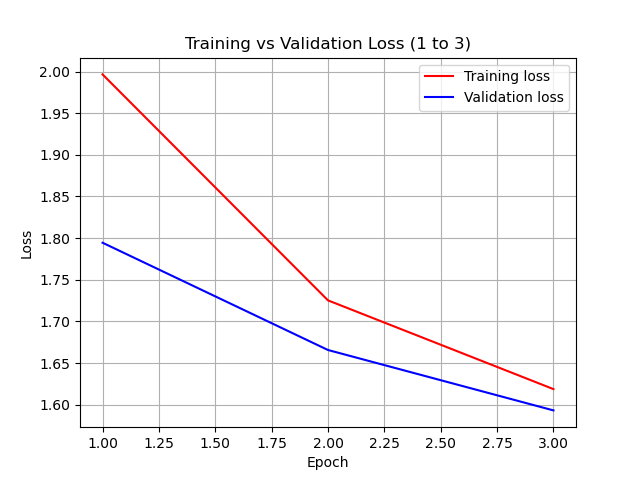 Training vs Validation Loss (1 to 3)
Training loss
Validation loss
Loss
2.00
1.95
1.90
1.85
1.80
1.75
1.70
1.65
1.60
1.00 1.25 1.50 1.75 2.00 2.25 2.50 2.75 3.00
Epoch